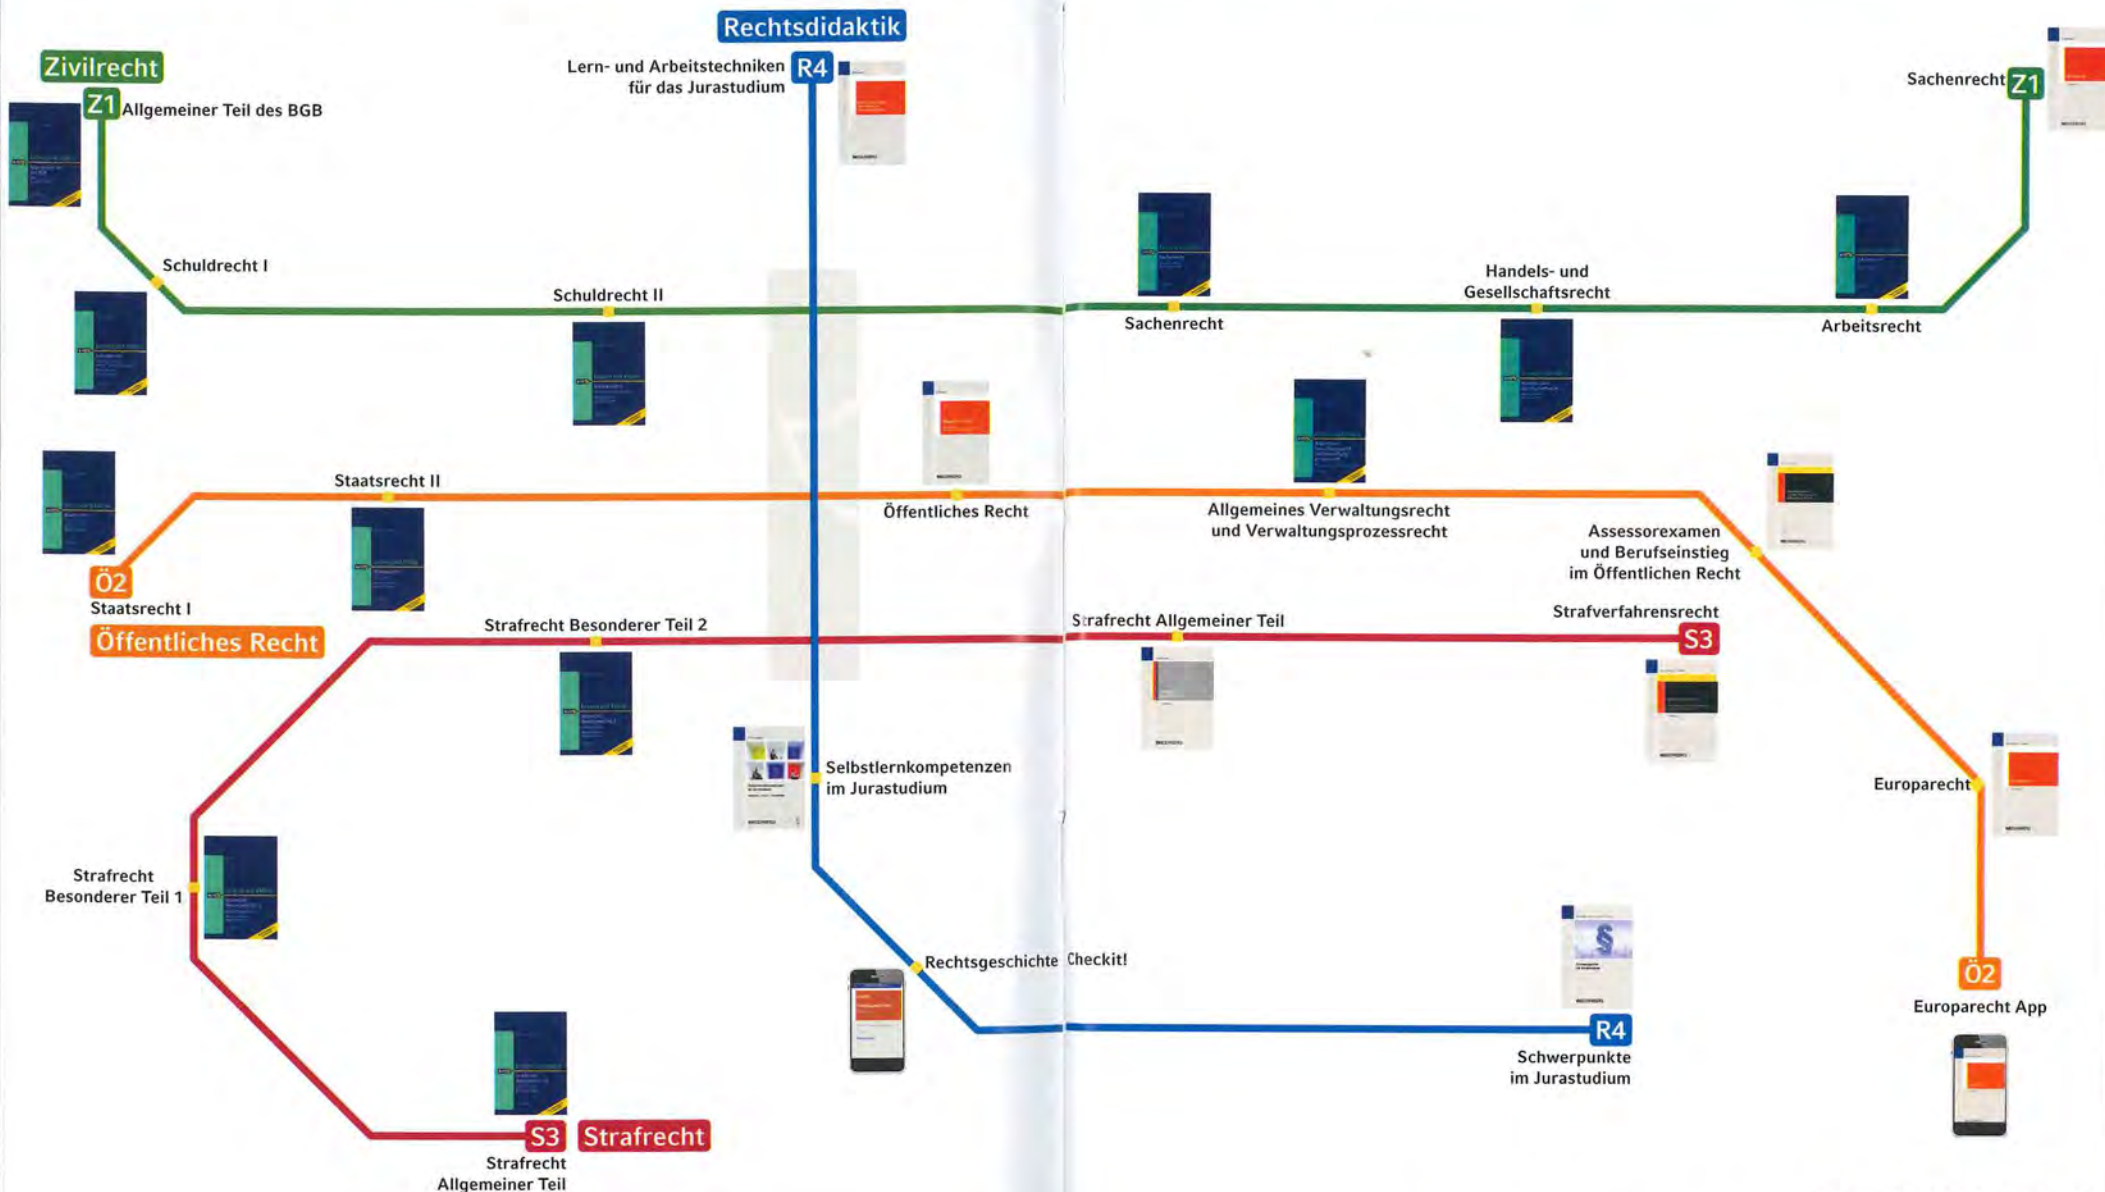 Rechtsdidaktik
Zivilrecht
R4
Lern- und Arbeitstechniken
für das Jurastudium
Z1
Allgemeiner Teil des BGB
Sachenrecht
Z1
Schuldrecht I
Schuldrecht II
Sachenrecht
Handels- und
Gesellschaftsrecht
Arbeitsrecht
Staatsrecht II
Öffentliches Recht
Allgemeines Verwaltungsrecht
und Verwaltungsprozessrecht
Assessorexamen
und Berufseinstieg
im Öffentlichen Recht
Ö2
Staatsrecht I
Öffentliches Recht
Strafrecht Besonderer Teil 2
Strafrecht Allgemeiner Teil
Strafverfahrensrecht
S3
Selbstlernkompetenzen
im Jurastudium
Europarecht
Strafrecht
Besonderer Teil 1
Rechtsgeschichte Checkit!
Ö2
Europarecht App
R4
Schwerpunkte
im Jurastudium
S3
Strafrecht
Strafrecht
Allgemeiner Teil